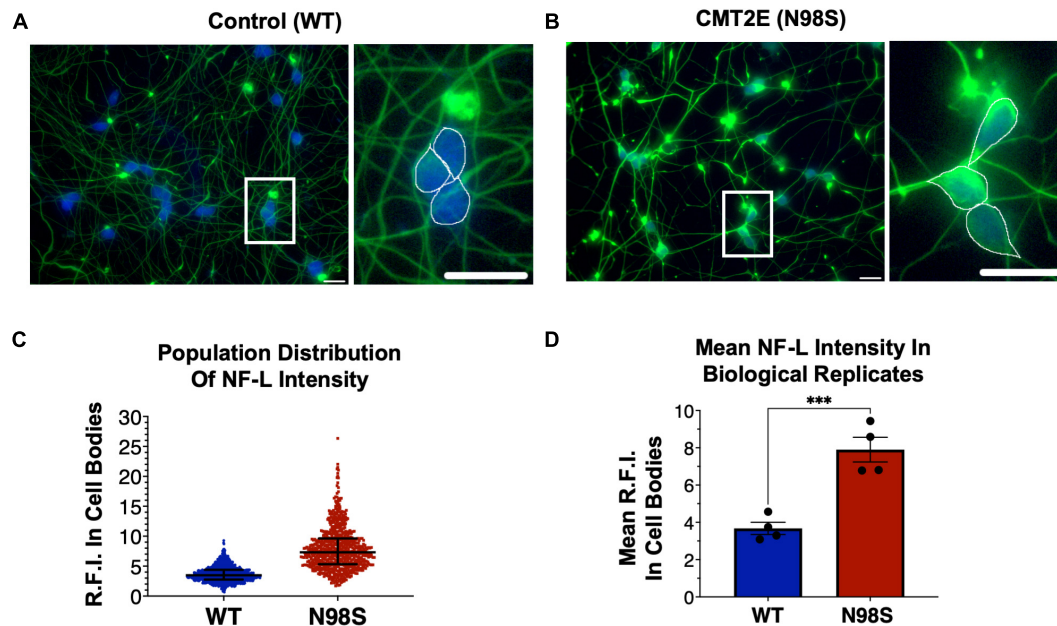 A
Control (WT)
B
CMT2E (N98S)
C
Population Distribution
Of NF-L Intensity
R.F.I. In Cell Bodies
30
25
20
15
10
5
0
WT
N98S
D
Mean NF-L Intensity In
Biological Replicates
Mean R.F.I.
In Cell Bodies
10
8
6
4
2
0
***
WT
N98S